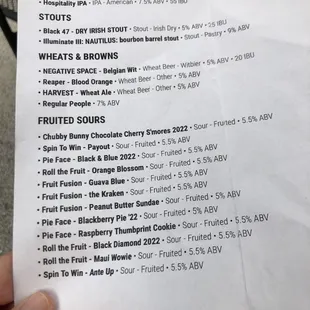 • Hospitality IPA • IPA - American • 7.5% ABV • 55 IBU
STOUTS
• Black 47 - DRY IRISH STOUT • Stout - Irish Dry • 5% ABV • 25 IBU
• Illuminate III: NAUTILUS: bourbon barrel stout • Stout - Pastry • 9% ABV
WHEATS & BROWNS
• NEGATIVE SPACE - Belgian Wit • Wheat Beer - Witbier • 5% ABV • 20 IBU
• Reaper - Blood Orange • Wheat Beer - Other • 5% ABV
• HARVEST - Wheat Ale • Wheat Beer - Other • 5% ABV
• Regular People • 7% ABV
FRUITED SOURS
• Chubby Bunny Chocolate Cherry S'mores 2022 • Sour - Fruited • 5.5% ABV
• Spin To Win - Payout • Sour - Fruited • 5.5% ABV
• Pie Face - Black & Blue 2022 • Sour - Fruited • 5.5% ABV
• Roll the Fruit - Orange Blossom • Sour - Fruited • 5.5% ABV
• Fruit Fusion - Guava Blue • Sour - Fruited • 5.5% ABV
• Fruit Fusion - the Kraken • Sour - Fruited • 5.5% ABV
• Fruit Fusion - Peanut Butter Sundae • Sour - Fruited • 5% ABV
• Pie Face - Blackberry Pie '22 • Sour - Fruited • 5% ABV
• Pie Face - Raspberry Thumbprint Cookie • Sour - Fruited • 5.5% ABV
• Roll the Fruit - Black Diamond 2022 • Sour - Fruited • 5.5% ABV
• Roll the Fruit - Maui Wowie • Sour - Fruited • 5.5% ABV
• Spin To Win - Ante Up • Sour - Fruited • 5.5% ABV